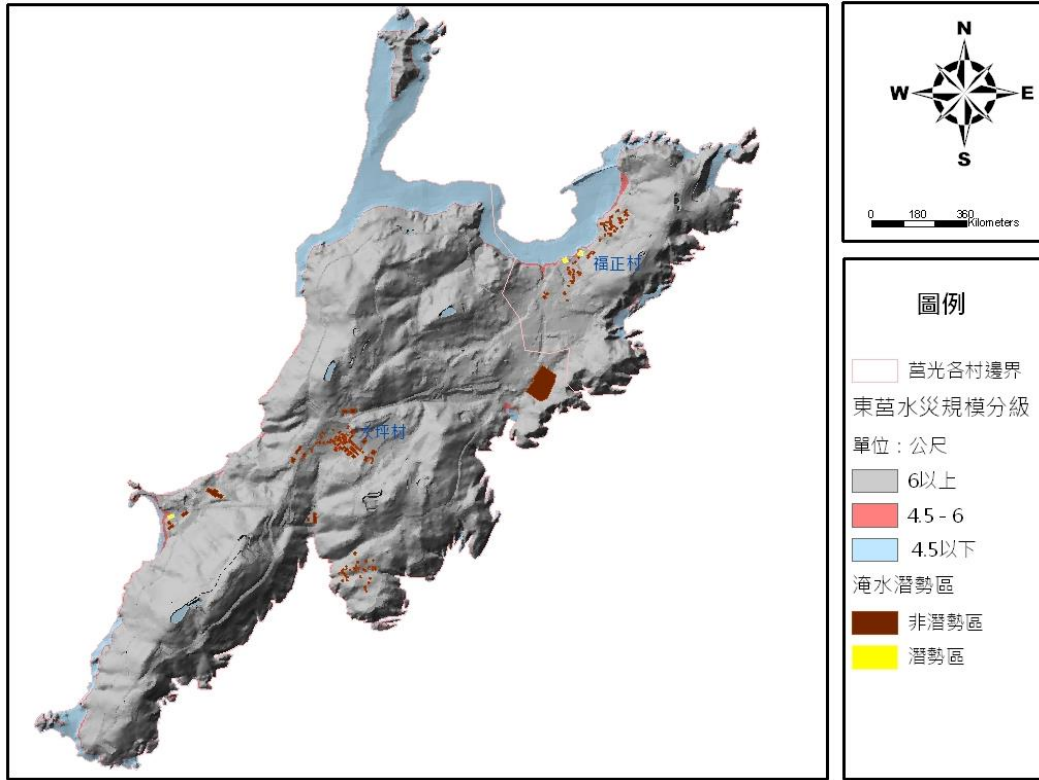 福正村
大坪村
N
W
E
S
0 180 360
Kilometers
圖例
莒光各村邊界
東莒水災規模分級
單位：公尺
6以上
4.5 - 6
4.5以下
淹水潛勢區
非潛勢區
潛勢區